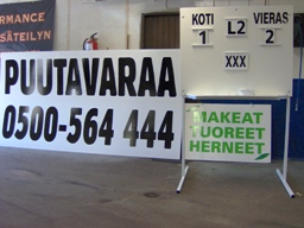 RMANCE
SÄTEILYN
PUUTAVARAA
0500-564 444
KOTI L2 VIERAS
1 2
XXX
MAKEAT
TUOREET
HERNEET